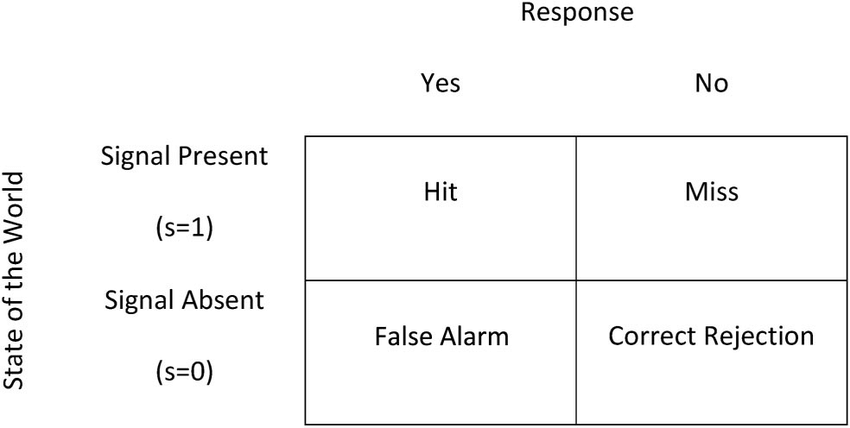 Response
Yes No
Signal Present
(s=1)
Hit Miss
State of the World
Signal Absent
(s=0)
False Alarm Correct Rejection